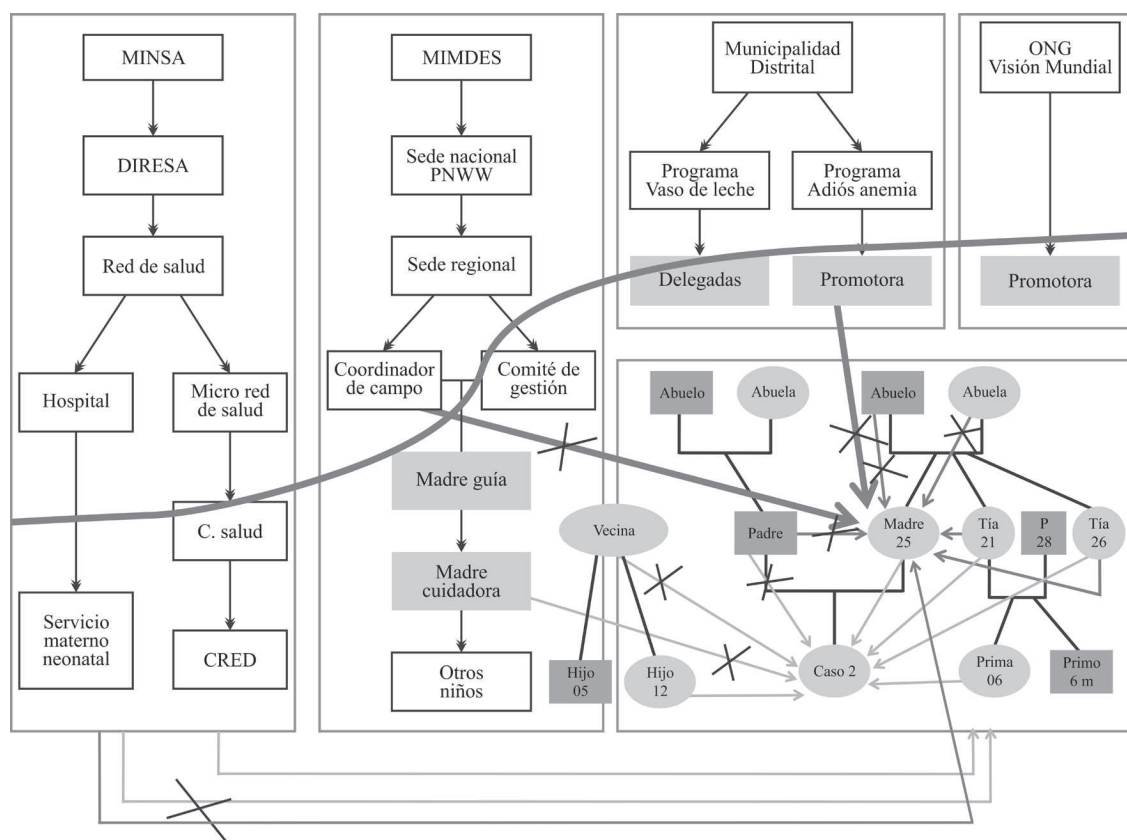 MINSA
DIRESA
Red de salud
Hospital
Micro red
de salud
C. salud
Servicio
materno
neonatal
CRED
MIMDES
Sede nacional
PNWW
Sede regional
Coordinador
de campo
Comité de
gestión
Madre guía
Madre
cuidadora
Otros
niños
Municipalidad
Distrital
Programa
Vaso de leche
Programa
Adiós anemia
Delegadas
Promotora
ONG
Visión Mundial
Promotora
Abuelo
Abuela
Abuelo
Abuela
Vecina
Padre
Madre
25
Tía
21
P
28
Tía
26
Hijo
05
Hijo
12
Caso 2
Prima
06
Primo
6 m